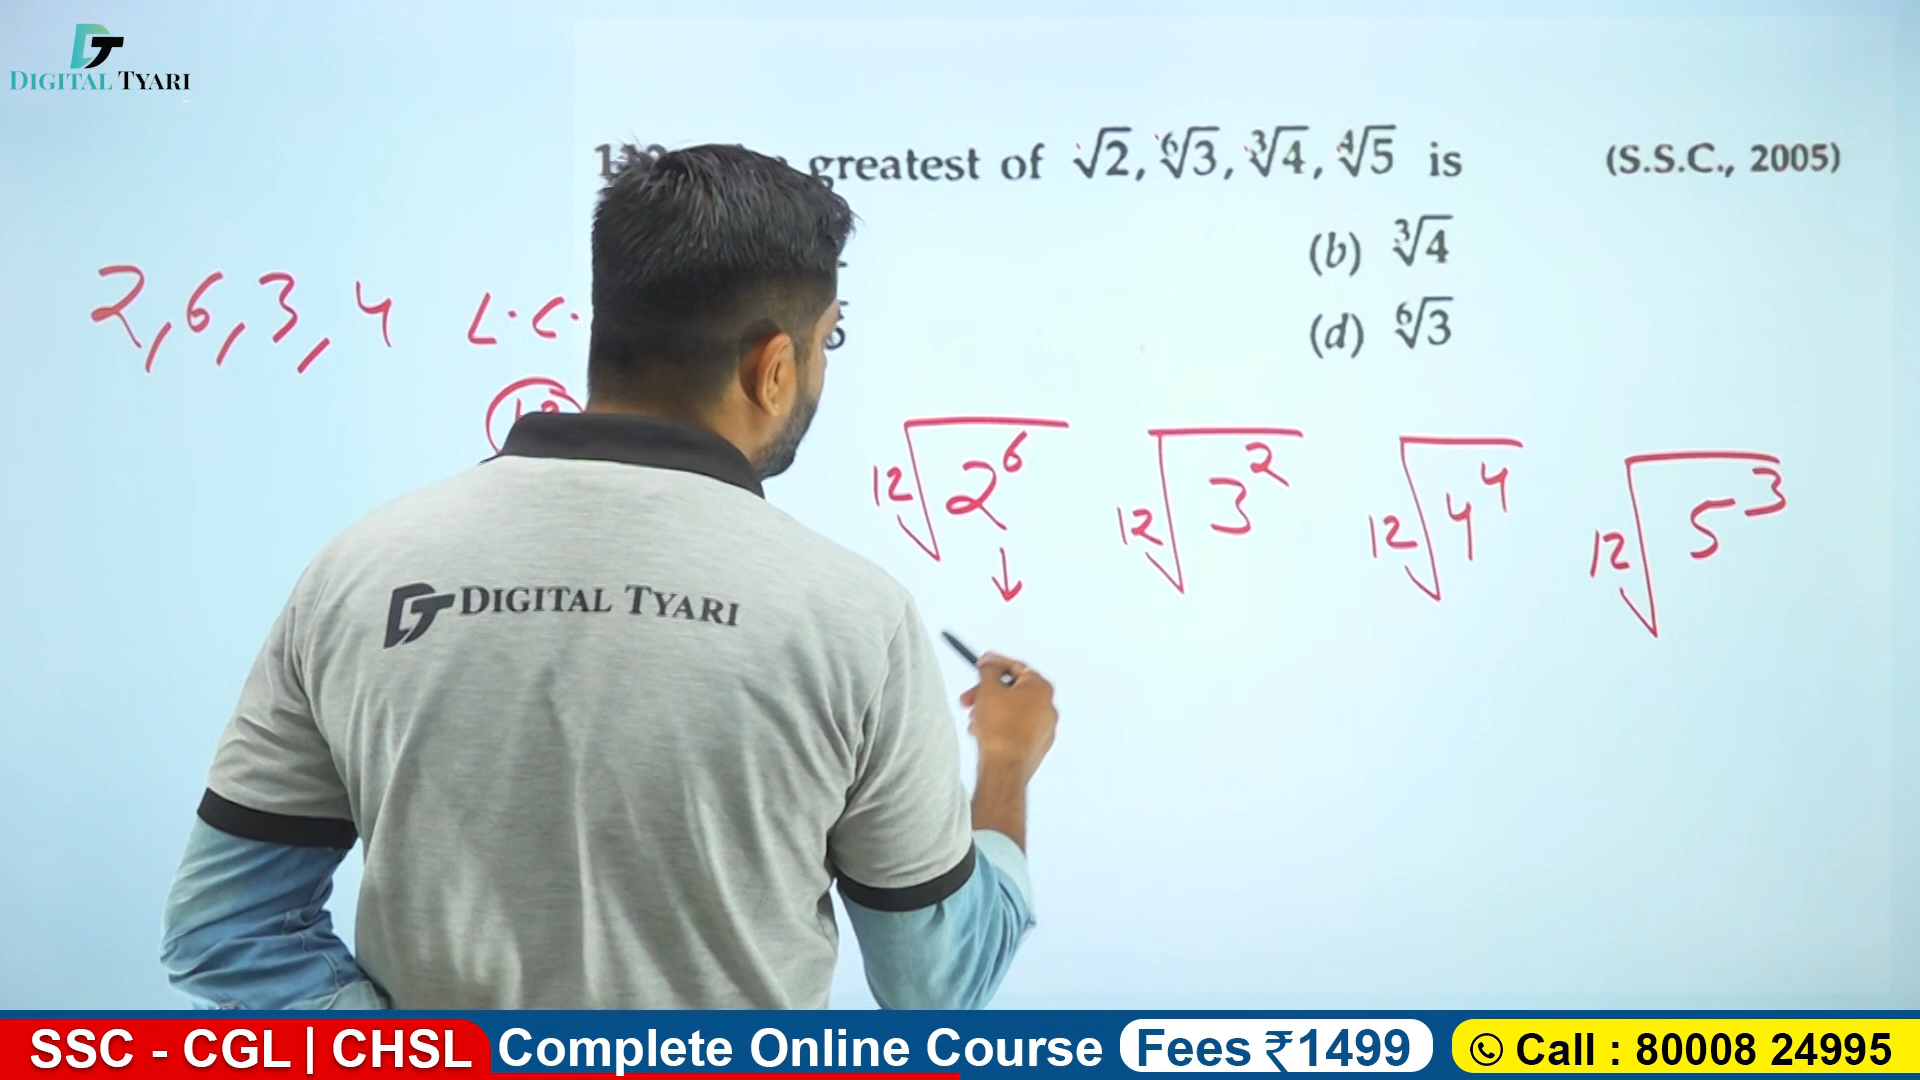 DIGITAL TYARI
greatest of √2, ⁶√3, ³√4, ⁴√5 is (S.S.C., 2005)
(b) ³√4
(d) ⁶√3
2, 6, 3, 4 L.C.
¹²√2⁶ ¹²√3² ¹²√4⁴ ¹²√5³
DIGITAL TYARI
SSC - CGL | CHSL Complete Online Course Fees ₹1499 Call : 80008 24995